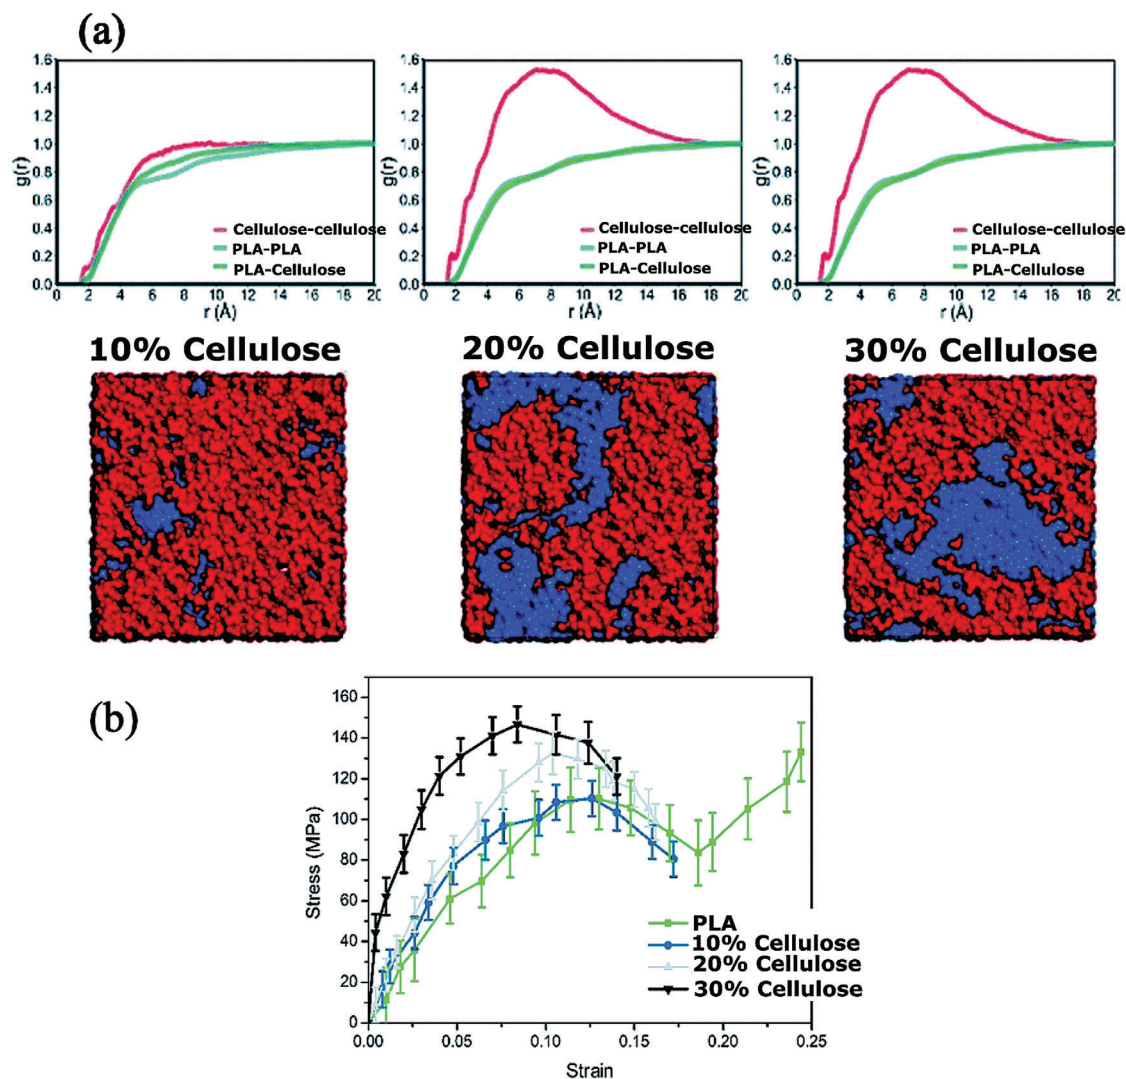 (a)
1.6
1.4
1.2
1.0
0.8
0.6
0.4
0.2
0.0
g(r)
Cellulose-cellulose
PLA-PLA
PLA-Cellulose
0 2 4 6 8 10 12 14 16 18 20
r (Å)
1.6
1.4
1.2
1.0
0.8
0.6
0.4
0.2
0.0
g(r)
Cellulose-cellulose
PLA-PLA
PLA-Cellulose
0 2 4 6 8 10 12 14 16 18 20
r (Å)
1.6
1.4
1.2
1.0
0.8
0.6
0.4
0.2
0.0
g(r)
Cellulose-cellulose
PLA-PLA
PLA-Cellulose
0 2 4 6 8 10 12 14 16 18 20
r (Å)
10% Cellulose
20% Cellulose
30% Cellulose
(b)
160
140
120
100
80
60
40
20
0
Stress (MPa)
PLA
10% Cellulose
20% Cellulose
30% Cellulose
0.00 0.05 0.10 0.15 0.20 0.25
Strain